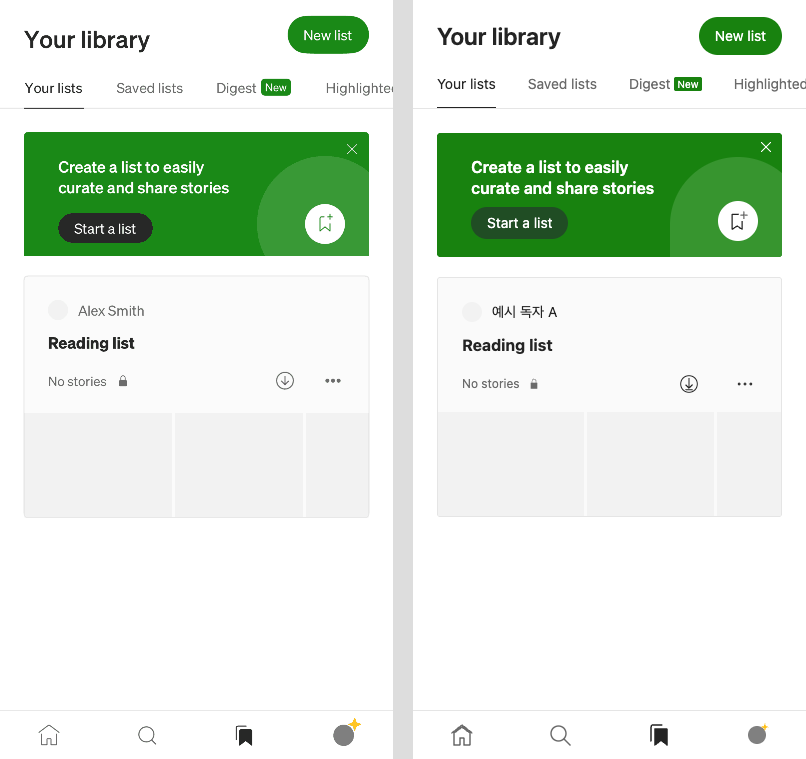 Your library
New list
Your lists
Saved lists
Digest
New
Highlighted
Create a list to easily
curate and share stories
Start a list
Alex Smith
Reading list
No stories
Your library
New list
Your lists
Saved lists
Digest
New
Highlighted
Create a list to easily
curate and share stories
Start a list
예시 독자 A
Reading list
No stories